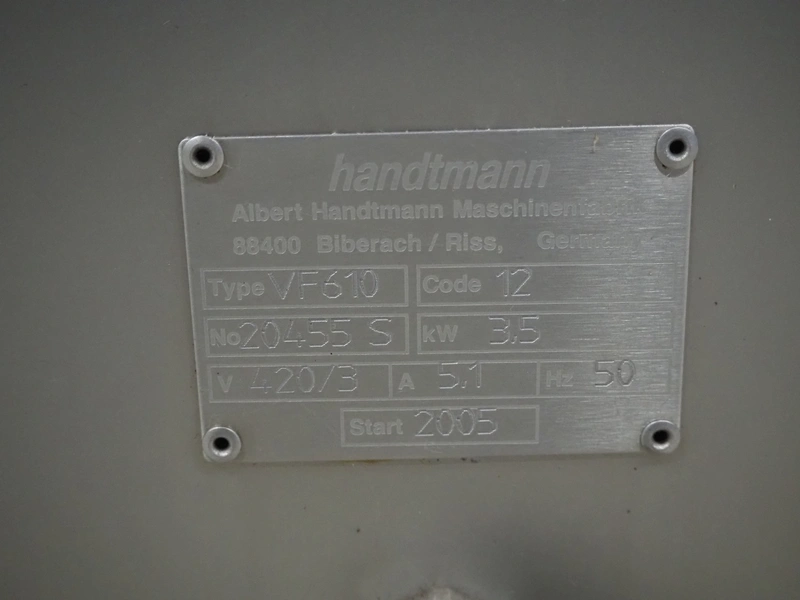 handtmann
Albert Handtmann
88400 Biberach / Riss,
Type VF610 Code 12
No 20455 S kW 3,5
V 420/3 A 5,1 Hz 50
Start 2005